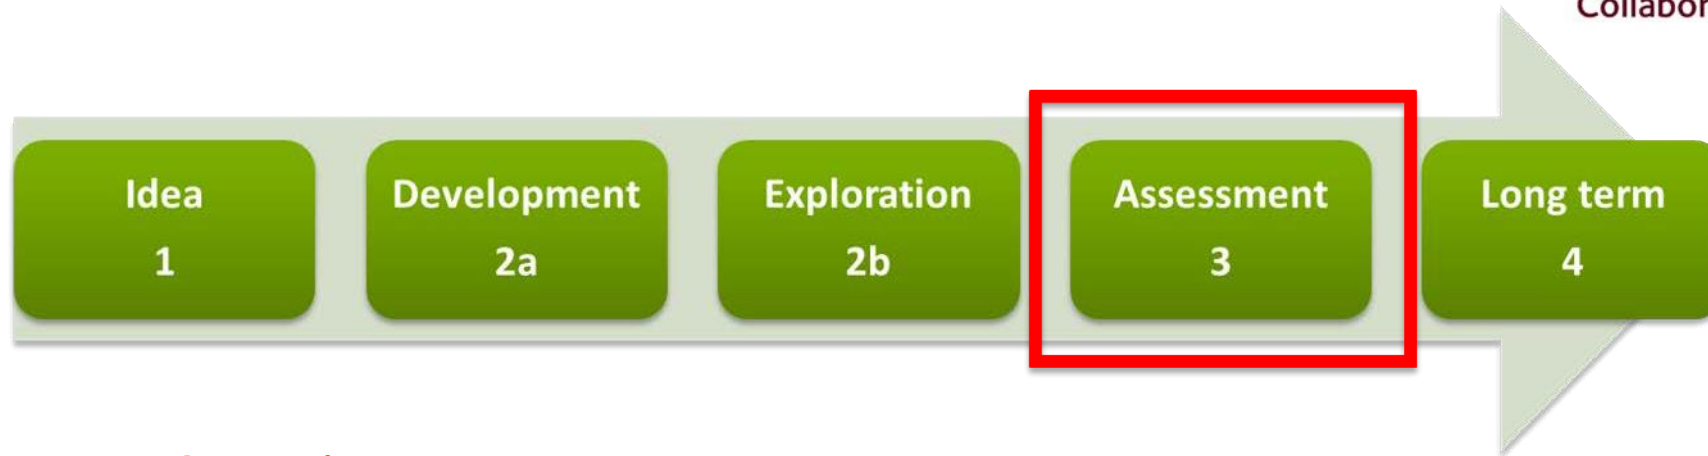 Idea
1
Development
2a
Exploration
2b
Assessment
3
Long term
4